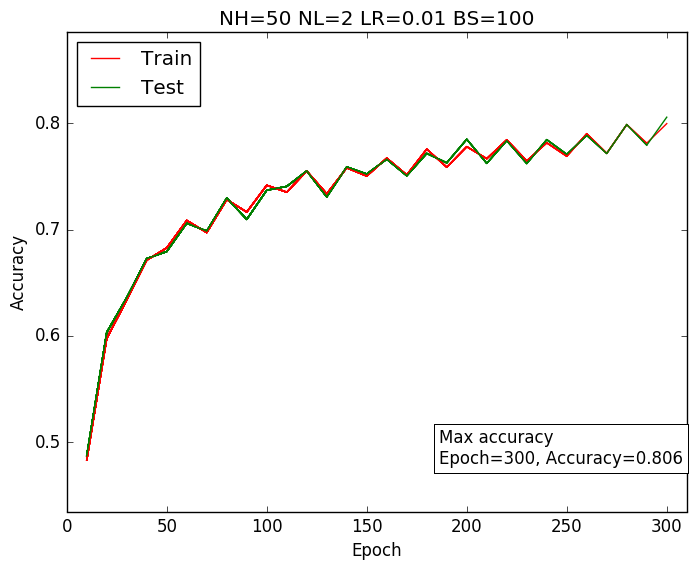 NH=50 NL=2 LR=0.01 BS=100
Train
Test
0.8
0.7
0.6
0.5
Accuracy
Max accuracy
Epoch=300, Accuracy=0.806
0 50 100 150 200 250 300
Epoch